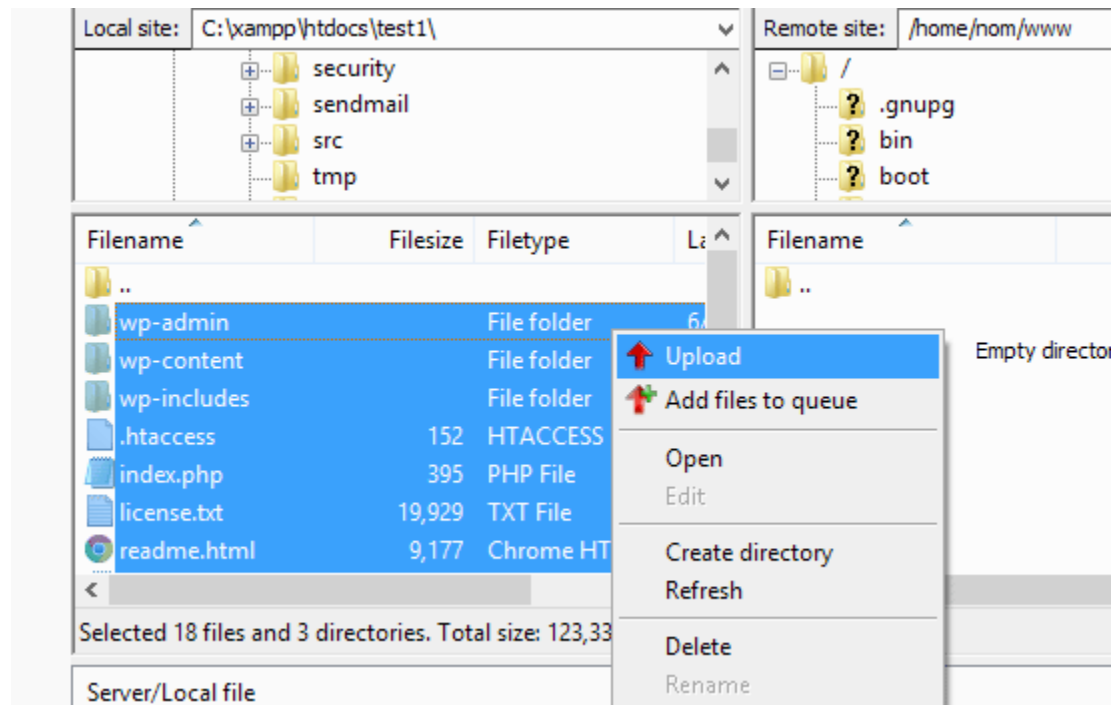 Local site: C:\xampp\htdocs\test1\ Remote site: /home/nom/www
security /
sendmail .gnupg
src bin
tmp boot
Filename Filesize Filetype Filename
.. ..
wp-admin File folder
wp-content File folder Upload Empty
wp-includes File folder Add files to queue
.htaccess 152 HTACCESS
index.php 395 PHP File Open
license.txt 19,929 TXT File Edit
readme.html 9,177 Chrome Create directory
Refresh
Selected 18 files and 3 directories. Total size: Delete
Server/Local file Rename